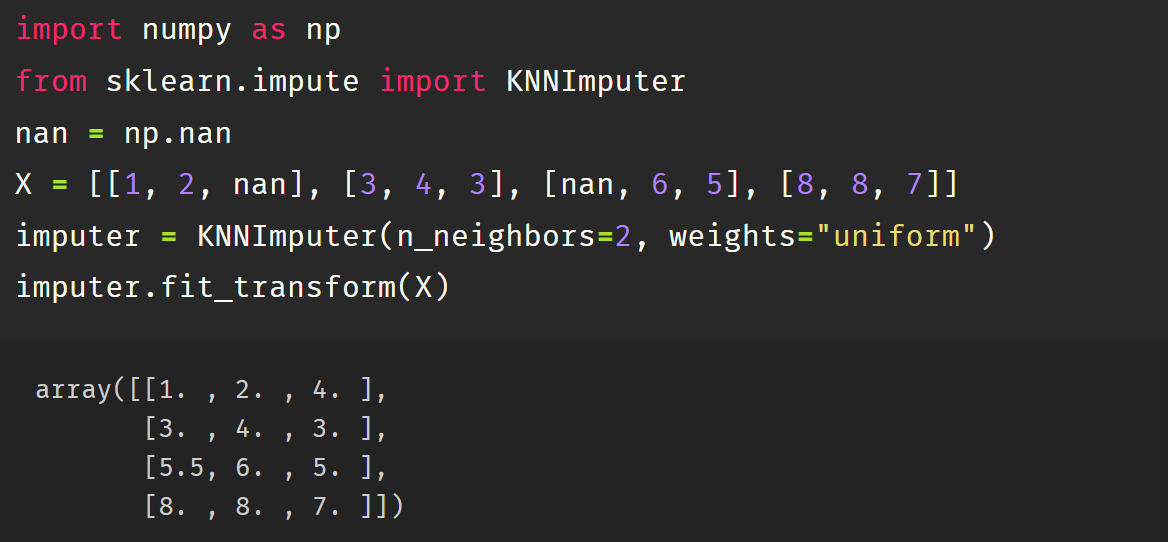 import numpy as np
from sklearn.impute import KNNImputer
nan = np.nan
X = [[1, 2, nan], [3, 4, 3], [nan, 6, 5], [8, 8, 7]]
imputer = KNNImputer(n_neighbors=2, weights="uniform")
imputer.fit_transform(X)
array([[1. , 2. , 4. ],
       [3. , 4. , 3. ],
       [5.5, 6. , 5. ],
       [8. , 8. , 7. ]])